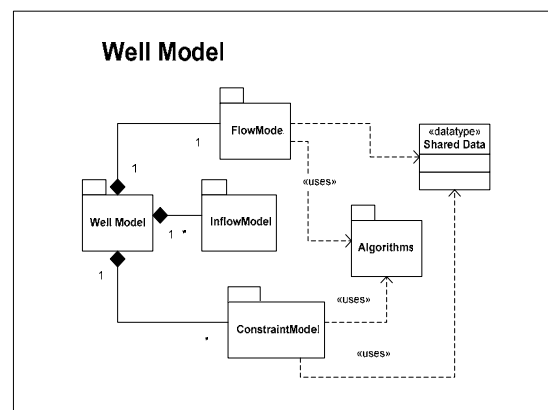 Well Model
FlowMode.
«datatype»
Shared Data
1
1
«uses»
Well Model
InflowModel
1 *
Algorithms
1
«uses»
ConstraintModel
*
«uses»